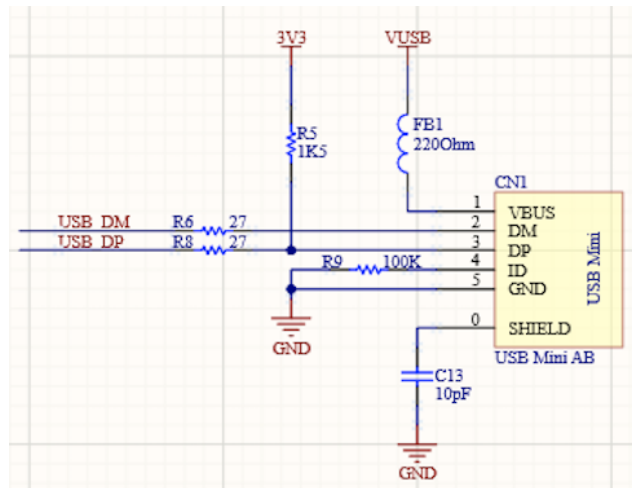 3V3
VUSB
R5
1K5
FB1
220Ohm
CN1
1 VBUS
USB DM R6 27 2 DM
USB DP R8 27 3 DP
R9 100K 4 ID
5 GND
USB Mini
GND
0 SHIELD
USB Mini AB
C13
10pF
GND